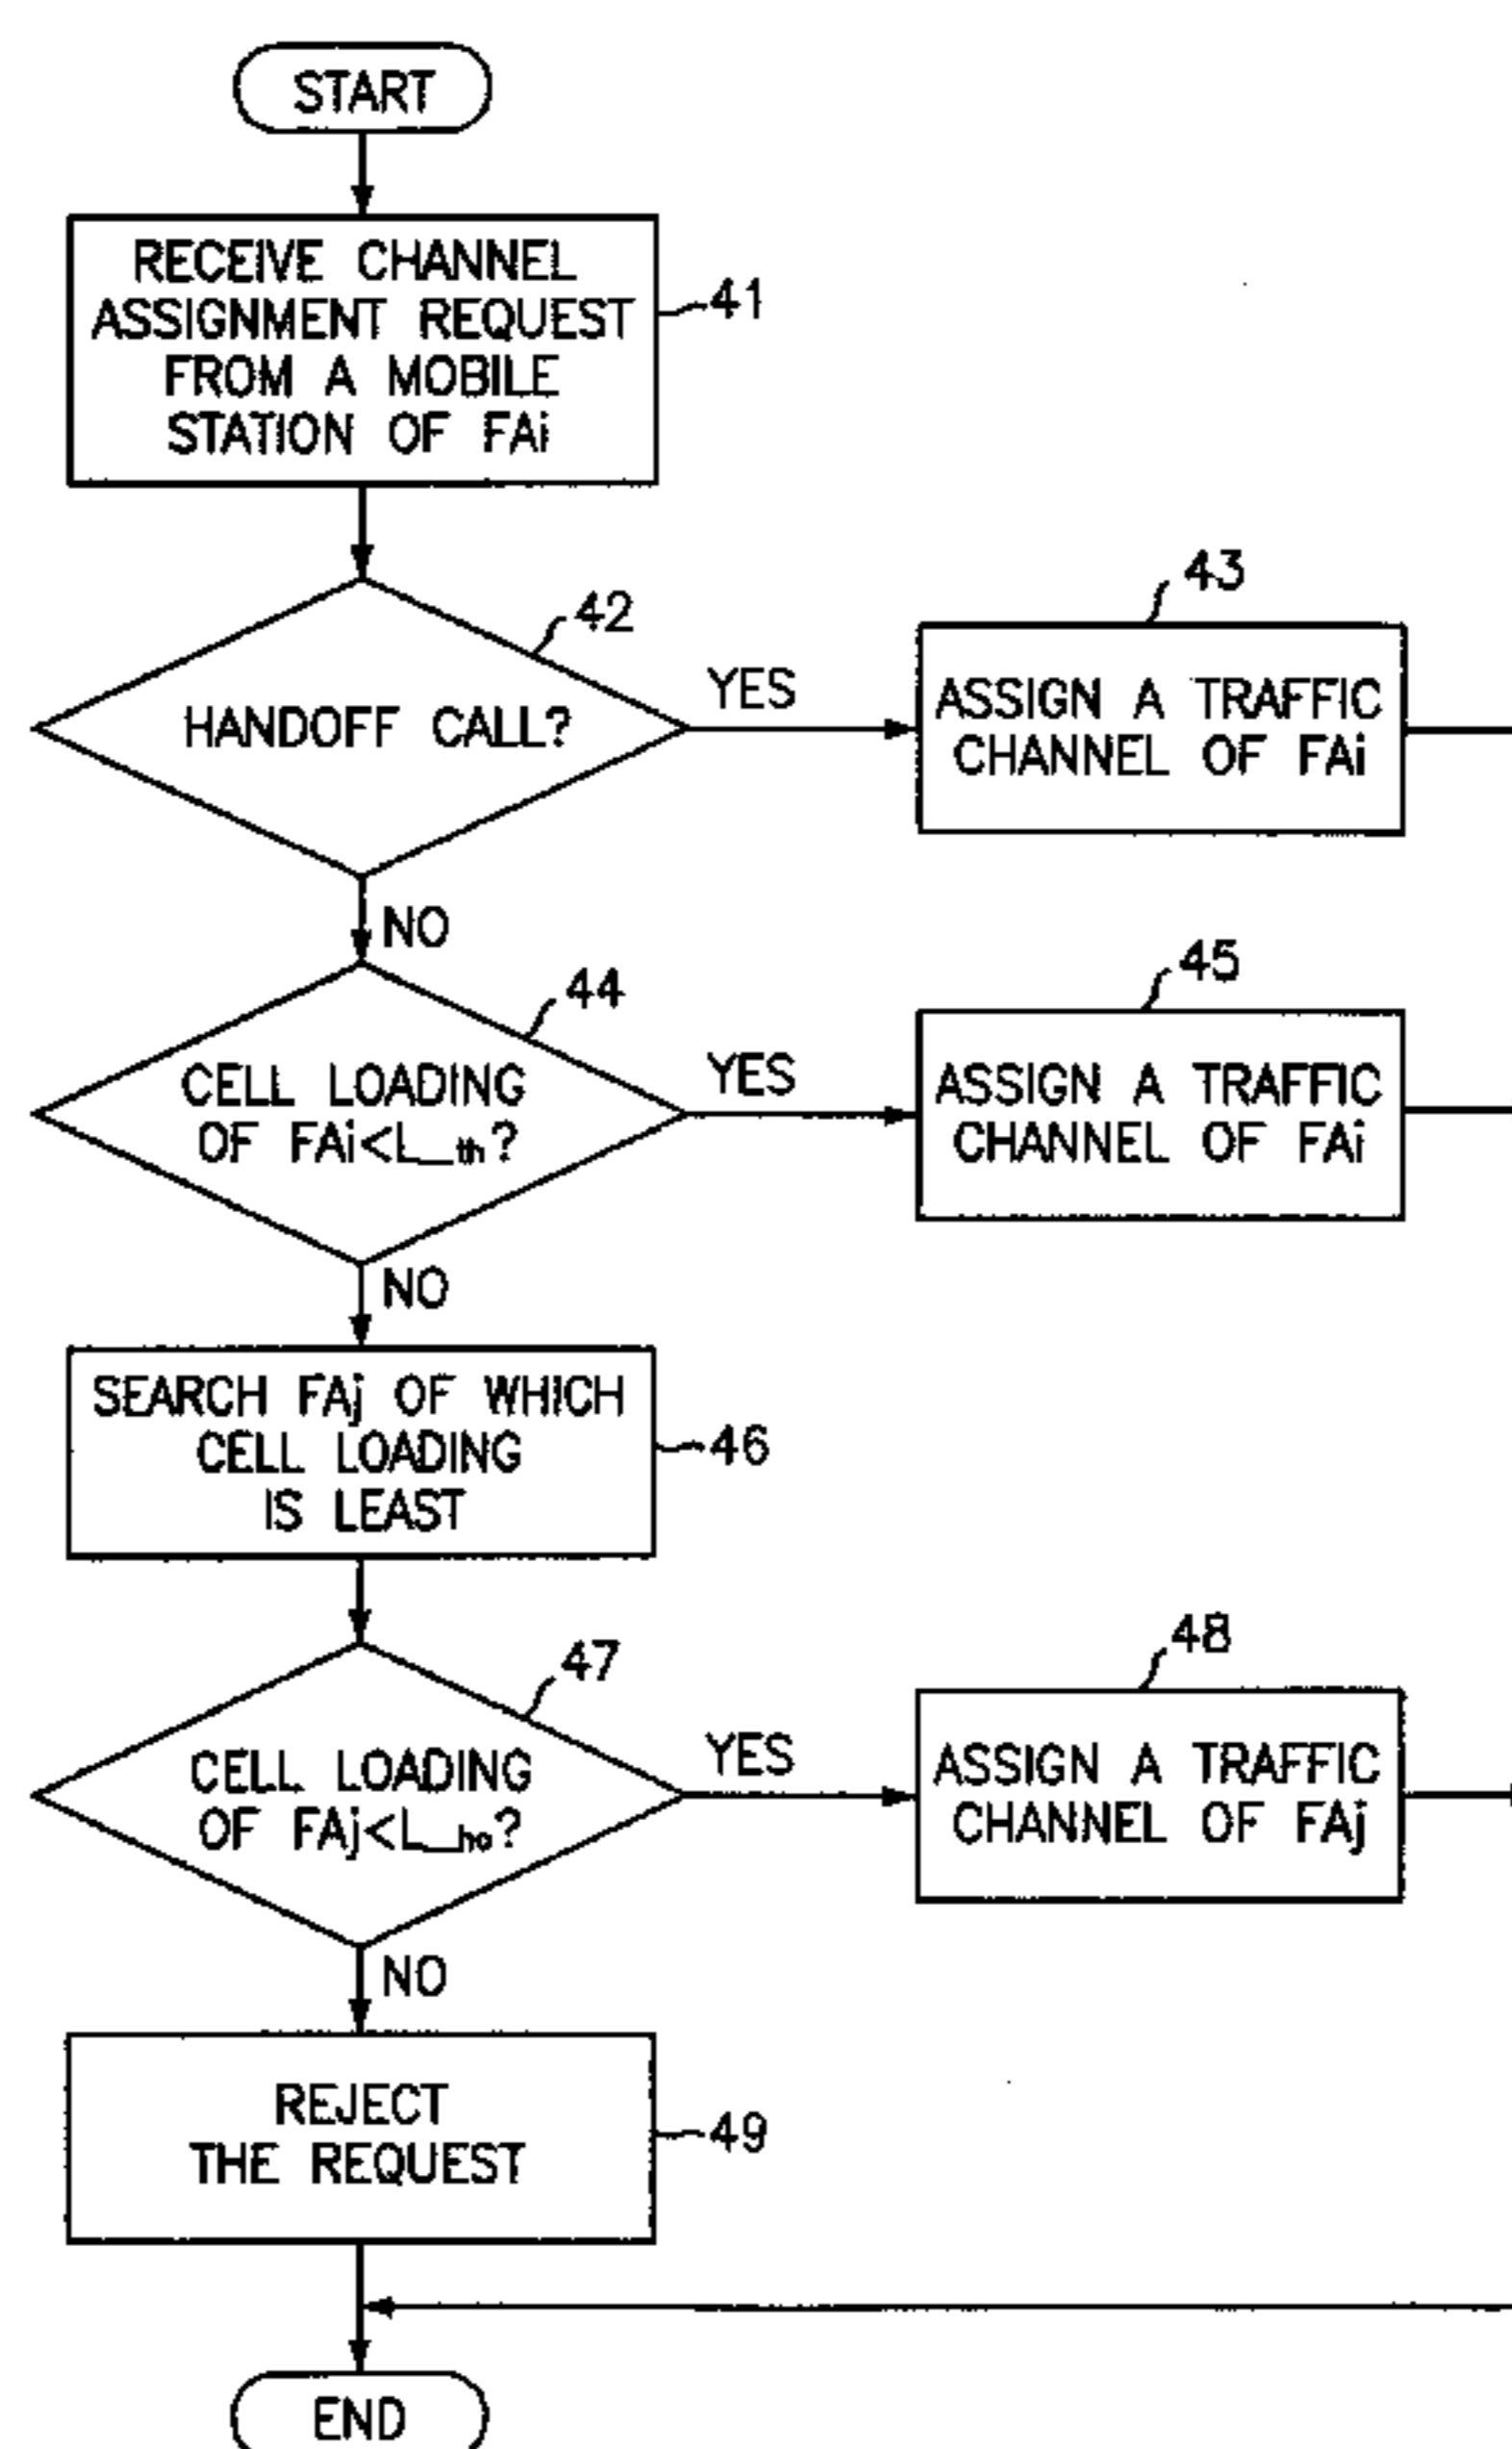 START
RECEIVE CHANNEL
ASSIGNMENT REQUEST
FROM A MOBILE
STATION OF FAi
41
42
HANDOFF CALL?
YES
43
ASSIGN A TRAFFIC
CHANNEL OF FAi
NO
44
CELL LOADING
OF FAi<L_th?
YES
45
ASSIGN A TRAFFIC
CHANNEL OF FAi
NO
SEARCH FAj OF WHICH
CELL LOADING
IS LEAST
46
47
CELL LOADING
OF FAj<L_ho?
YES
48
ASSIGN A TRAFFIC
CHANNEL OF FAj
NO
REJECT
THE REQUEST
49
END